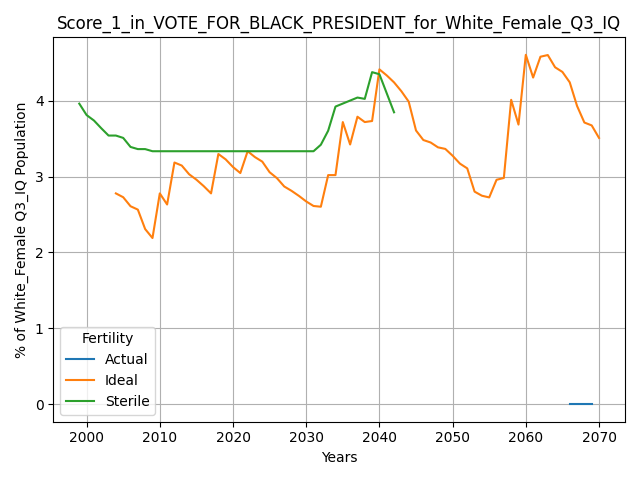 Score_1_in_VOTE_FOR_BLACK_PRESIDENT_for_White_Female_Q3_IQ
% of White_Female Q3_IQ Population
4
3
2
1
0
Fertility
Actual
Ideal
Sterile
2000 2010 2020 2030 2040 2050 2060 2070
Years